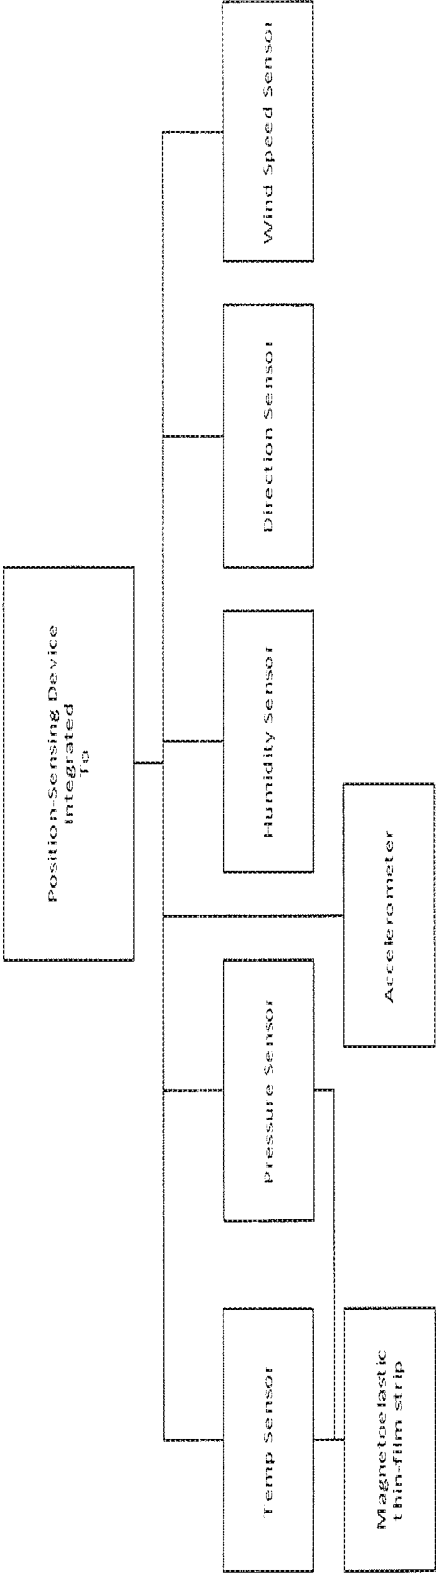 Position-Sensing Device
Integrated
To
Temp Sensor
Pressure Sensor
Humidity Sensor
Direction Sensor
Wind Speed Sensor
Magnetoelastic
thin-film strip
Accelerometer